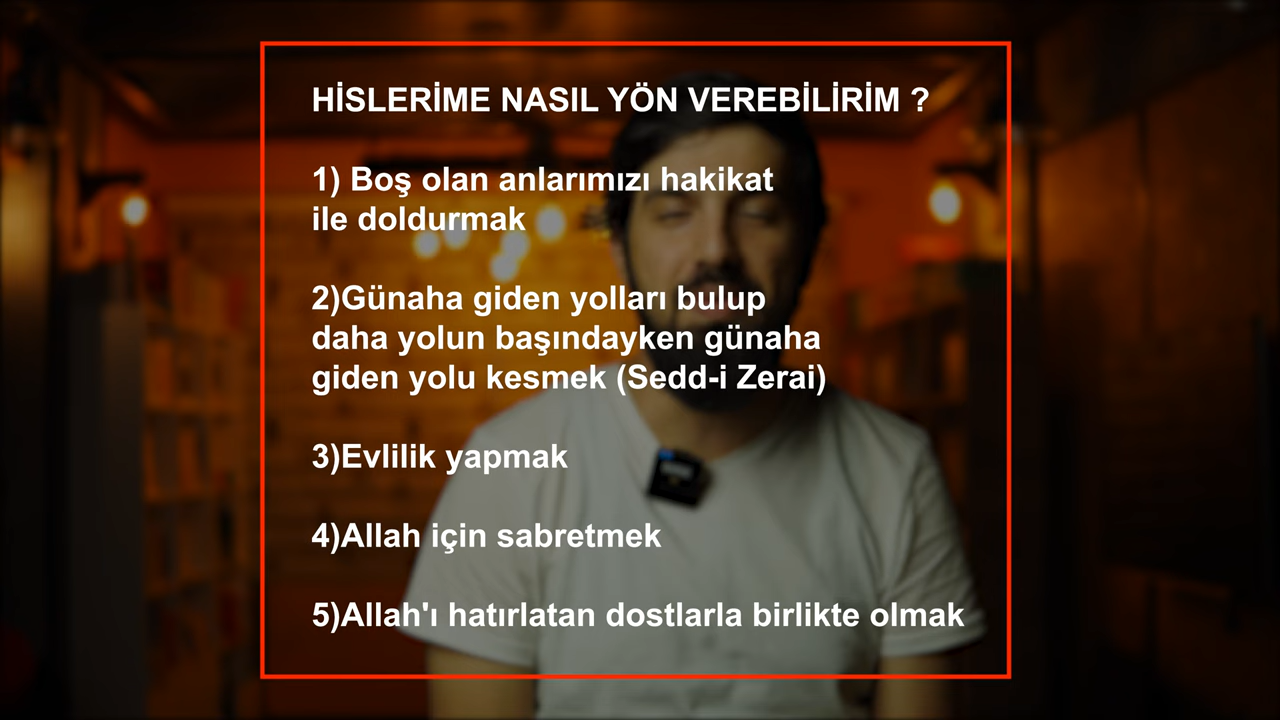 HİSLERİME NASIL YÖN VEREBİLİRİM ?
1) Boş olan anlarımızı hakikat
ile doldurmak
2)Günaha giden yolları bulup
daha yolun başındayken günaha
giden yolu kesmek (Sedd-i Zerai)
3)Evlilik yapmak
4)Allah için sabretmek
5)Allah'ı hatırlatan dostlarla birlikte olmak